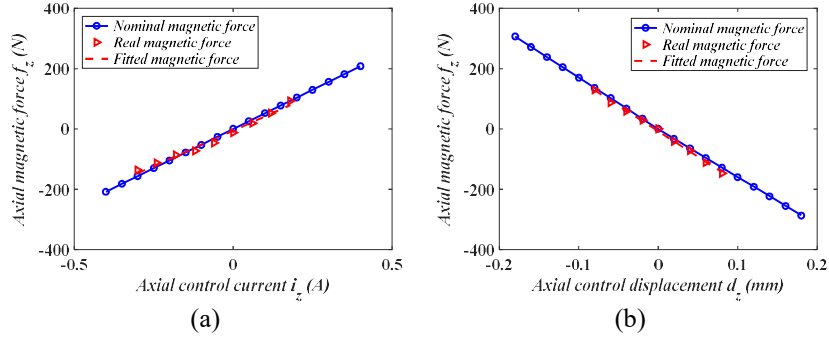 400
200
0
-200
-400
-0.5
0
0.5
Axial magnetic force f_z (N)
Axial control current i_z (A)
Nominal magnetic force
Real magnetic force
Fitted magnetic force
(a)
400
200
0
-200
-400
-0.2
-0.1
0
0.1
0.2
Axial magnetic force f_z (N)
Axial control displacement d_z (mm)
Nominal magnetic force
Real magnetic force
Fitted magnetic force
(b)